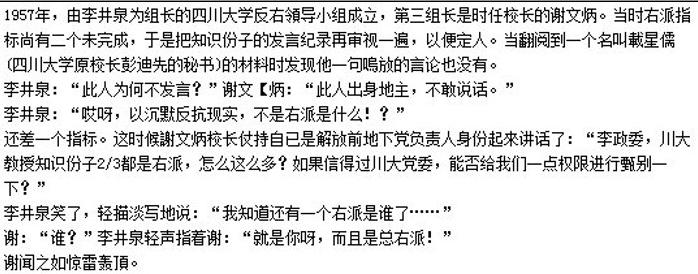 1957年，由李井泉为组长的四川大学反右領导小组成立，第三组长是时任校长的谢文炳。当时右派指
标尚有二个未完成，于是把知识份子的发言纪录再审视一遍，以便定人。当翻阅到一个名叫載星儒
(四川大学原校长彭迪先的秘书)的材料时发现他一句鳴放的言论也没有。
李井泉：“此人为何不发言？”谢文【炳：“此人出身地主，不敢说话。”
李井泉：“哎呀，以沉默反抗现实，不是右派是什么！？”
还差一个指标。这时候謝文炳校长仗持自已是解放前地下党负责人身份起來讲话了：“李政委，川大
教授知识份子2/3都是右派，怎么这么多？如果信得过川大党委，能否给我们一点权限进行甄别一
下？”
李井泉笑了，轻描淡写地说：“我知道还有一个右派是谁了……”
谢：“谁？”李井泉轻声指着谢：“就是你呀，而且是总右派！”
谢闻之如惊雷轰頂。